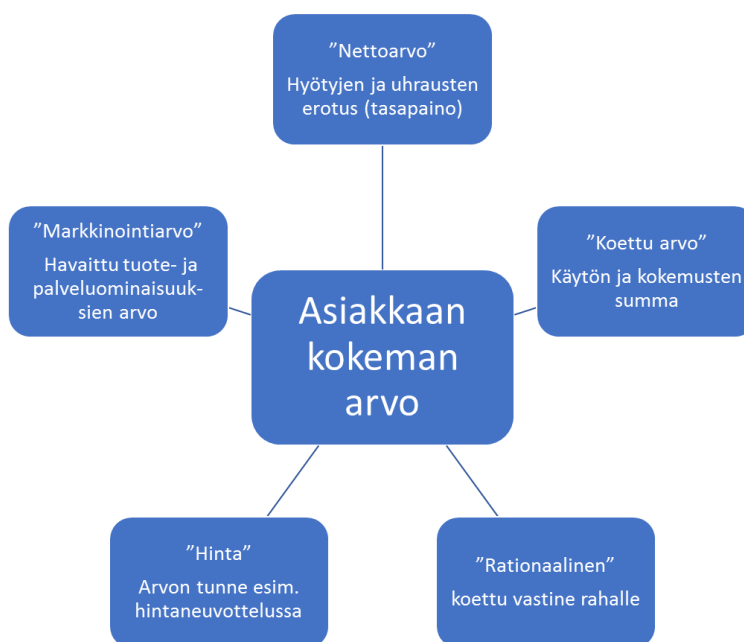 ”Nettoarvo”
Hyötyjen ja uhrausten
erotus (tasapaino)
”Markkinointiarvo”
Havaittu tuote- ja
palveluominaisuuk-
sien arvo
”Koettu arvo”
Käytön ja kokemusten
summa
Asiakkaan
kokeman
arvo
”Hinta”
Arvon tunne esim.
hintaneuvottelussa
”Rationaalinen”
koettu vastine rahalle